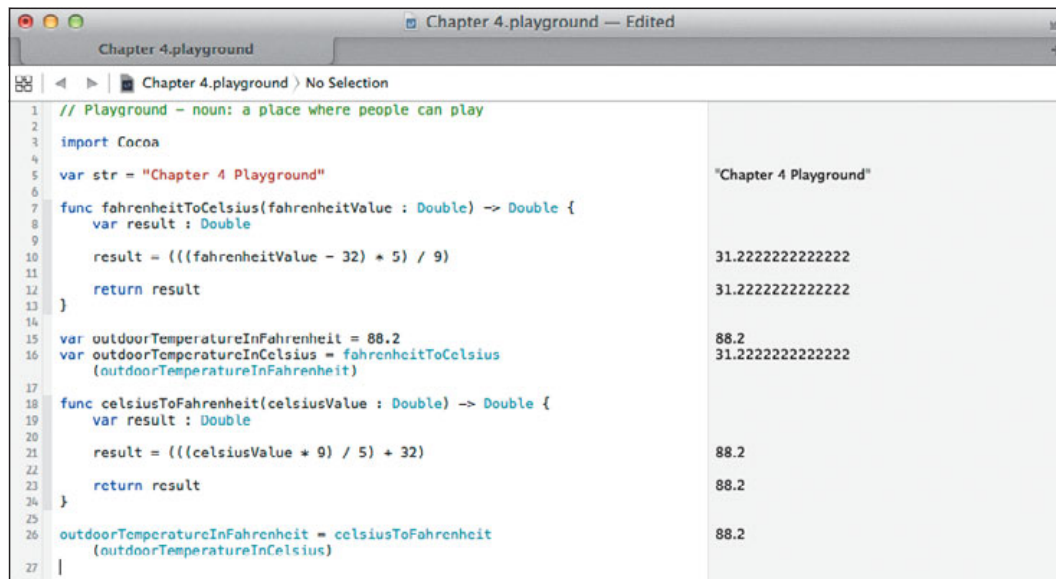 Chapter 4.playground — Edited
Chapter 4.playground
Chapter 4.playground 〉 No Selection
1 // Playground – noun: a place where people can play
2
3 import Cocoa
4
5 var str = "Chapter 4 Playground" "Chapter 4 Playground"
6
7 func fahrenheitToCelsius(fahrenheitValue : Double) -> Double {
8 var result : Double
9
10 result = (((fahrenheitValue - 32) * 5) / 9) 31.2222222222222
11
12 return result 31.2222222222222
13 }
14
15 var outdoorTemperatureInFahrenheit = 88.2 88.2
16 var outdoorTemperatureInCelsius = fahrenheitToCelsius 31.2222222222222
(outdoorTemperatureInFahrenheit)
17
18 func celsiusToFahrenheit(celsiusValue : Double) -> Double {
19 var result : Double
20
21 result = (((celsiusValue * 9) / 5) + 32) 88.2
22
23 return result 88.2
24 }
25
26 outdoorTemperatureInFahrenheit = celsiusToFahrenheit 88.2
(outdoorTemperatureInCelsius)
27